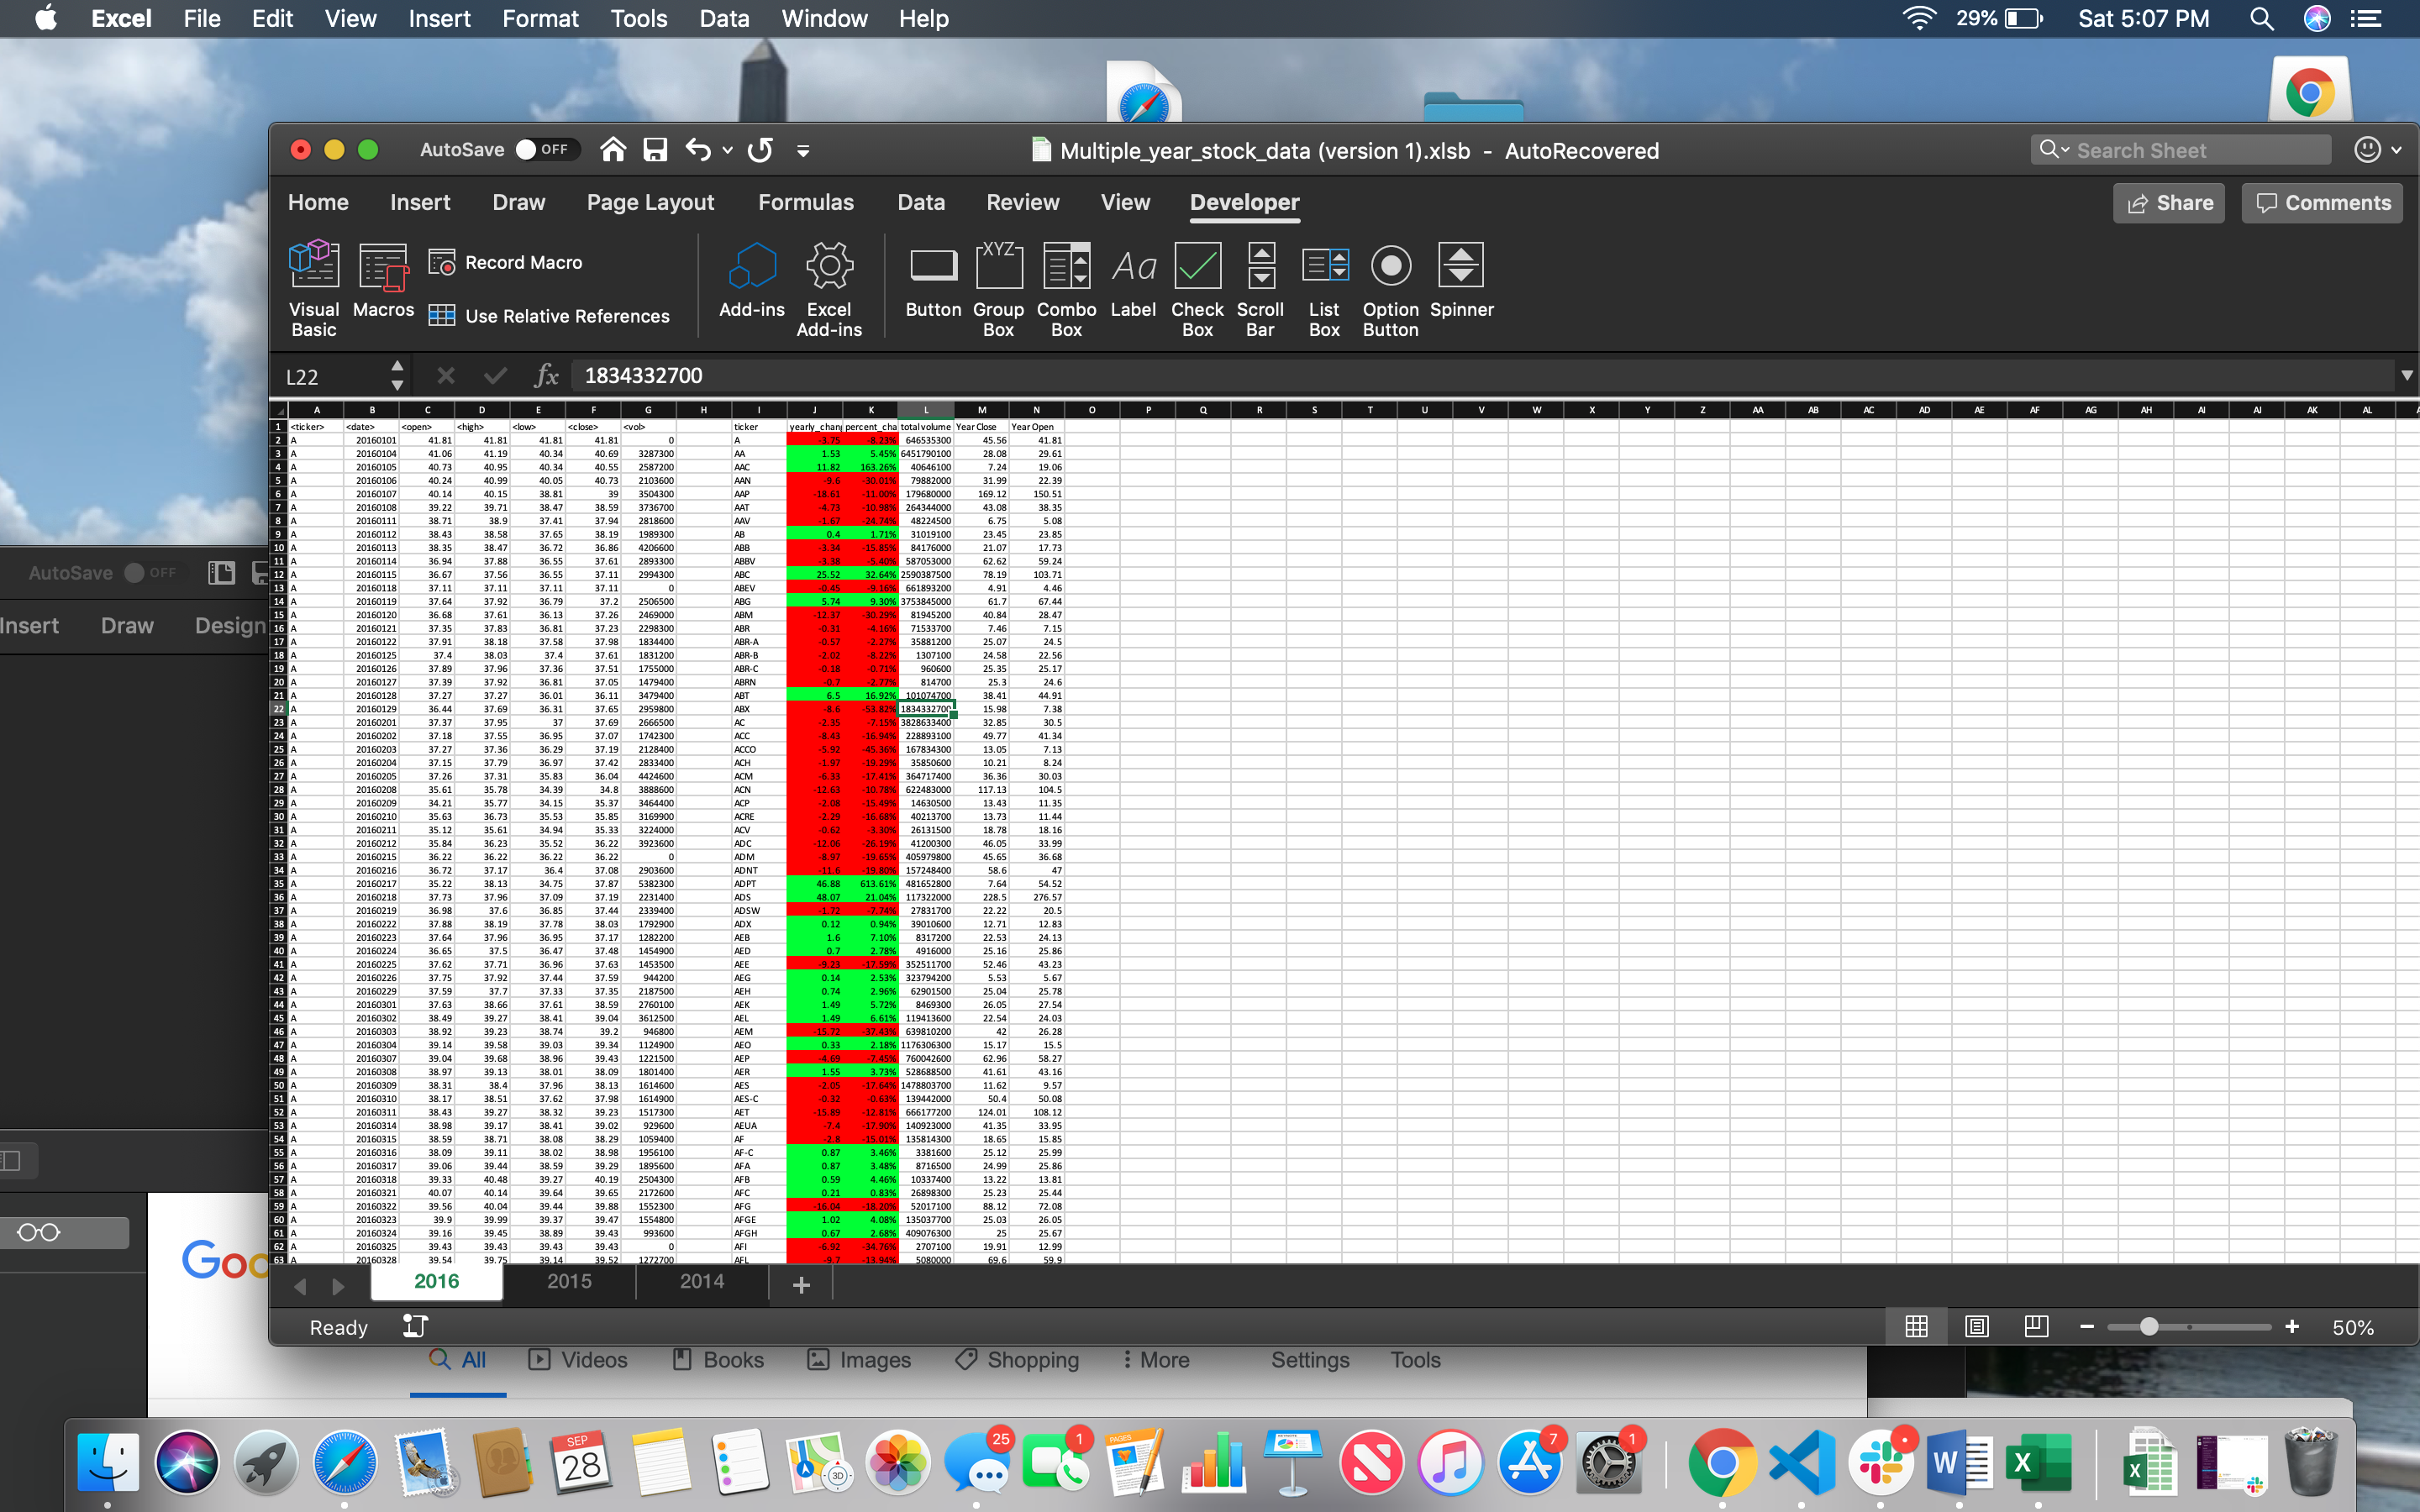 Excel File Edit View Insert Format Tools Data Window Help 29% Sat 5:07 PM
AutoSave OFF Multiple_year_stock_data (version 1).xlsb - AutoRecovered Search Sheet
Home Insert Draw Page Layout Formulas Data Review View Developer Share Comments
Visual Basic Macros Record Macro Use Relative References Add-ins Excel Add-ins Button Group Box Combo Box Label Check Box Scroll Bar List Box Option Button Spinner
L22 fx 1834332700
A B C D E F G H I J K L M N O P Q R S T U V W X Y Z AA AB AC AD AE AF AG AH AI AJ AK AL
1 <ticker> <date> <open> <high> <low> <close> <vol> ticker yearly_chan percent_cha total volume Year Close Year Open
2 A 20160101 41.81 41.81 41.81 41.81 0 A -3.75 -8.23% 646535300 45.56 41.81
3 A 20160104 41.06 41.19 40.34 40.69 3287300 AA 1.53 5.45% 6451790100 28.08 29.61
4 A 20160105 40.73 40.95 40.34 40.55 2587200 AAC 11.82 163.26% 40646100 7.24 19.06
5 A 20160106 40.24 40.99 40.05 40.73 2103600 AAN -9.6 -30.01% 79882000 31.99 22.39
6 A 20160107 40.14 40.15 38.81 39 3504300 AAP -18.61 -11.00% 179680000 169.12 150.51
7 A 20160108 39.22 39.71 38.47 38.59 3736700 AAT -4.73 -10.98% 264344000 43.08 38.35
8 A 20160111 38.71 38.9 37.41 37.94 2818600 AAV -1.67 -24.74% 48224500 6.75 5.08
9 A 20160112 38.43 38.58 37.65 38.19 1989300 AB 0.4 1.71% 31019100 23.45 23.85
10 A 20160113 38.35 38.47 36.72 36.86 4206600 ABB -3.34 -15.85% 84176000 21.07 17.73
11 A 20160114 36.94 37.88 36.55 37.61 2893300 ABBV -3.38 -5.40% 587053000 62.62 59.24
12 A 20160115 36.67 37.56 36.55 37.11 2994300 ABC 25.52 32.64% 2590387500 78.19 103.71
13 A 20160118 37.11 37.11 37.11 37.11 0 ABEV -0.45 -9.16% 661893200 4.91 4.46
14 A 20160119 37.64 37.92 36.79 37.2 2506500 ABG 5.74 9.30% 3753845000 61.7 67.44
15 A 20160120 36.68 37.61 36.13 37.26 2469000 ABM -12.37 -30.29% 81945200 40.84 28.47
16 A 20160121 37.35 37.83 36.81 37.23 2298300 ABR -0.31 -4.16% 71533700 7.46 7.15
17 A 20160122 37.91 38.18 37.58 37.98 1834400 ABR-A -0.57 -2.27% 35881200 25.07 24.5
18 A 20160125 37.4 38.03 37.4 37.61 1831200 ABR-B -2.02 -8.22% 1307100 24.58 22.56
19 A 20160126 37.89 37.96 37.36 37.51 1755000 ABR-C -0.18 -0.71% 960600 25.35 25.17
20 A 20160127 37.39 37.92 36.81 37.05 1479400 ABRN -0.7 -2.77% 814700 25.3 24.6
21 A 20160128 37.27 37.27 36.01 36.11 3479400 ABT 6.5 16.92% 101074700 38.41 44.91
22 A 20160129 36.44 37.69 36.31 37.65 2959800 ABX -8.6 -53.82% 1834332700 15.98 7.38
23 A 20160201 37.37 37.95 37 37.69 2666500 AC -2.35 -7.15% 3828633400 32.85 30.5
24 A 20160202 37.18 37.55 36.95 37.07 1742300 ACC -8.43 -16.94% 228893100 49.77 41.34
25 A 20160203 37.27 37.36 36.29 37.19 2128400 ACCO -5.92 -45.36% 167834300 13.05 7.13
26 A 20160204 37.15 37.79 36.97 37.42 2833400 ACH -1.97 -19.29% 35850600 10.21 8.24
27 A 20160205 37.26 37.31 35.83 36.04 4424600 ACM -6.33 -17.41% 364717400 36.36 30.03
28 A 20160208 35.61 35.78 34.39 34.8 3888600 ACN -12.63 -10.78% 622483000 117.13 104.5
29 A 20160209 34.21 35.77 34.15 35.37 3464400 ACP -2.08 -15.49% 14630500 13.43 11.35
30 A 20160210 35.63 36.73 35.53 35.85 3169900 ACRE -2.29 -16.68% 40213700 13.73 11.44
31 A 20160211 35.12 35.61 34.94 35.33 3224000 ACV -0.62 -3.30% 26131500 18.78 18.16
32 A 20160212 35.84 36.23 35.52 36.22 3923600 ADC -12.06 -26.19% 41200300 46.05 33.99
33 A 20160215 36.22 36.22 36.22 36.22 0 ADM -8.97 -19.65% 405979800 45.65 36.68
34 A 20160216 36.72 37.17 36.4 37.08 2903600 ADNT -11.6 -19.80% 157248400 58.6 47
35 A 20160217 35.22 38.13 34.75 37.87 5382300 ADPT 46.88 613.61% 481652800 7.64 54.52
36 A 20160218 37.73 37.96 37.09 37.19 2231400 ADS 48.07 21.04% 117322000 228.5 276.57
37 A 20160219 36.98 37.6 36.85 37.44 2339400 ADSW -1.72 -7.74% 27831700 22.22 20.5
38 A 20160222 37.88 38.19 37.78 38.03 1792900 ADX 0.12 0.94% 39010600 12.71 12.83
39 A 20160223 37.64 37.96 36.95 37.17 1282200 AEB 1.6 7.10% 8317200 22.53 24.13
40 A 20160224 36.65 37.5 36.47 37.48 1454900 AED 0.7 2.78% 4916000 25.16 25.86
41 A 20160225 37.62 37.71 36.96 37.63 1453500 AEE -9.23 -17.59% 352511700 52.46 43.23
42 A 20160226 37.75 37.92 37.44 37.59 944200 AEG 0.14 2.53% 323794200 5.53 5.67
43 A 20160229 37.59 37.7 37.33 37.35 2187500 AEH 0.74 2.96% 62901500 25.04 25.78
44 A 20160301 37.63 38.66 37.61 38.59 2760100 AEK 1.49 5.72% 8469300 26.05 27.54
45 A 20160302 38.49 39.27 38.41 39.04 3612500 AEL 1.49 6.61% 119413600 22.54 24.03
46 A 20160303 38.92 39.23 38.74 39.2 946800 AEM -15.72 -37.43% 639810200 42 26.28
47 A 20160304 39.14 39.58 39.03 39.34 1124900 AEO 0.33 2.18% 1176306300 15.17 15.5
48 A 20160307 39.04 39.68 38.96 39.43 1221500 AEP -4.69 -7.45% 760042600 62.96 58.27
49 A 20160308 38.97 39.13 38.01 38.09 1801400 AER 1.55 3.73% 528688500 41.61 43.16
50 A 20160309 38.31 38.4 37.96 38.13 1614600 AES -2.05 -17.64% 1478803700 11.62 9.57
51 A 20160310 38.17 38.51 37.62 37.98 1614900 AES-C -0.32 -0.63% 139442000 50.4 50.08
52 A 20160311 38.43 39.27 38.32 39.23 1517300 AET -15.89 -12.81% 666177200 124.01 108.12
53 A 20160314 38.98 39.17 38.41 39.02 929600 AEUA -7.4 -17.90% 140923000 41.35 33.95
54 A 20160315 38.59 38.71 38.08 38.29 1059400 AF -2.8 -15.01% 135814300 18.65 15.85
55 A 20160316 38.09 39.11 38.02 38.98 1956100 AF-C 0.87 3.46% 3381600 25.12 25.99
56 A 20160317 39.06 39.44 38.59 39.29 1895600 AFA 0.87 3.48% 8716500 24.99 25.86
57 A 20160318 39.33 40.48 39.27 40.19 2504300 AFB 0.59 4.46% 10337400 13.22 13.81
58 A 20160321 40.07 40.14 39.64 39.65 2172600 AFC 0.21 0.83% 26898300 25.23 25.44
59 A 20160322 39.56 40.04 39.44 39.88 1552300 AFG -16.04 -18.20% 52017100 88.12 72.08
60 A 20160323 39.9 39.99 39.37 39.47 1554800 AFGE 1.02 4.08% 135037700 25.03 26.05
61 A 20160324 39.16 39.45 38.89 39.43 993600 AFGH 0.67 2.68% 409076300 25 25.67
62 A 20160325 39.43 39.43 39.43 39.43 0 AFI -6.92 -34.76% 2707100 19.91 12.99
63 A 20160328 39.54 39.75 39.14 39.52 1272700 AFL -9.7 -13.94% 5080000 69.6 59.9
AutoSave OFF
Insert Draw Design
Goo
2016 2015 2014
Ready 50%
All Videos Books Images Shopping More Settings Tools
SEP 28 3D 25 1 PAGES 7 1 W X X